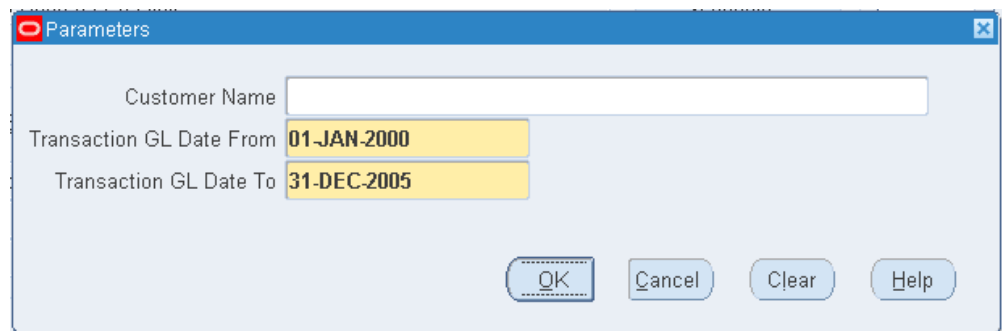 Parameters
Customer Name
Transaction GL Date From 01-JAN-2000
Transaction GL Date To 31-DEC-2005
OK Cancel Clear Help